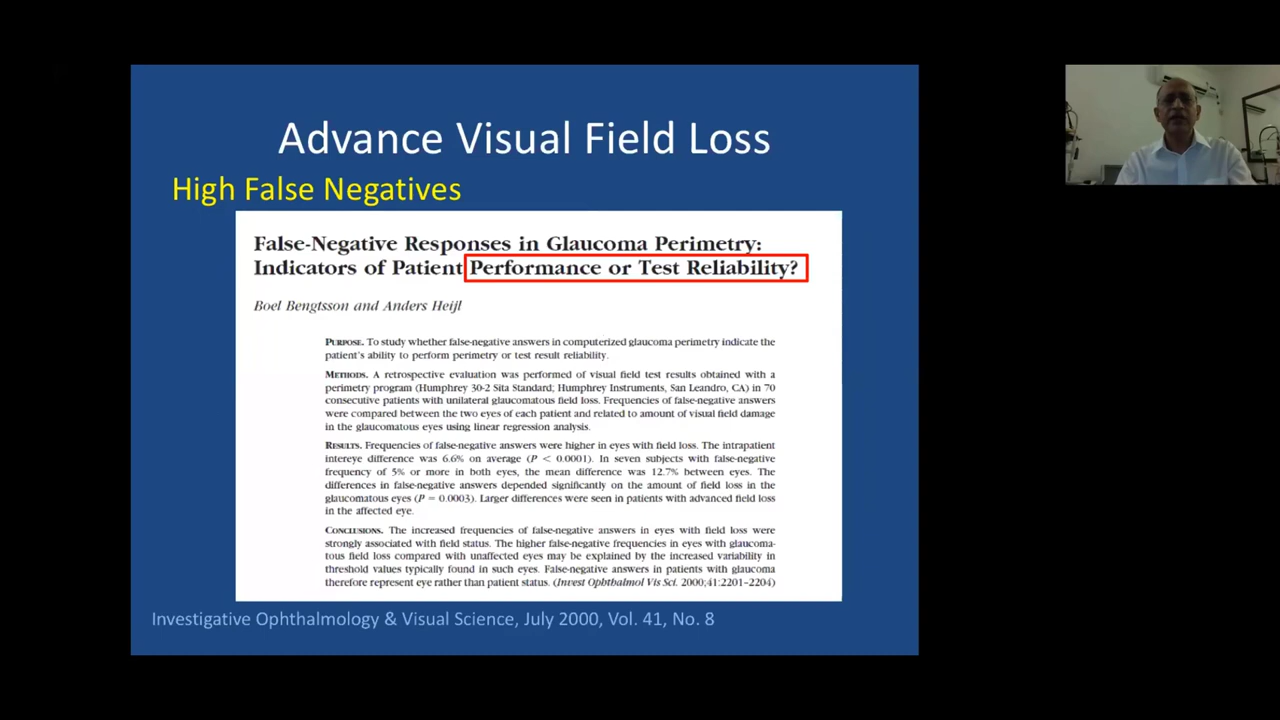 Advance Visual Field Loss
High False Negatives
False-Negative Responses in Glaucoma Perimetry:
Indicators of Patient Performance or Test Reliability?
Boel Bengtsson and Anders Heijl
PURPOSE. To study whether false-negative answers in computerized glaucoma perimetry indicate the
patient's ability to perform perimetry or test result reliability.
METHODS. A retrospective evaluation was performed of visual field test results obtained with a
perimetry program (Humphrey 30-2 Sita Standard; Humphrey Instruments, San Leandro, CA) in 70
consecutive patients with unilateral glaucomatous field loss. Frequencies of false-negative answers
were compared between the two eyes of each patient and related to amount of visual field damage
in the glaucomatous eyes using linear regression analysis.
RESULTS. Frequencies of false-negative answers were higher in eyes with field loss. The intrapatient
intereye difference was 6.6% on average (P < 0.0001). In seven subjects with false-negative
frequency of 5% or more in both eyes, the mean difference was 12.7% between eyes. The
differences in false-negative answers depended significantly on the amount of field loss in the
glaucomatous eyes (P = 0.0003). Larger differences were seen in patients with advanced field loss
in the affected eye.
CONCLUSIONS. The increased frequencies of false-negative answers in eyes with field loss were
strongly associated with field status. The higher false-negative frequencies in eyes with glaucoma-
tous field loss compared with unaffected eyes may be explained by the increased variability in
threshold values typically found in such eyes. False-negative answers in patients with glaucoma
therefore represent eye rather than patient status. (Invest Ophthalmol Vis Sci. 2000;41:2201–2204)
Investigative Ophthalmology & Visual Science, July 2000, Vol. 41, No. 8